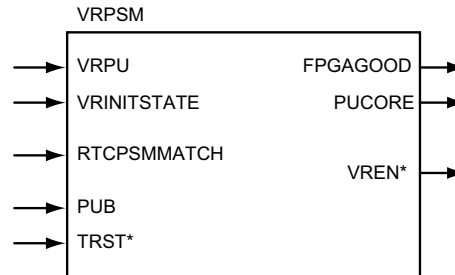 VRPSM
VRPU
FPGAGOOD
VRINITSTATE
PUCORE
RTCPSMMATCH
VREN*
PUB
TRST*